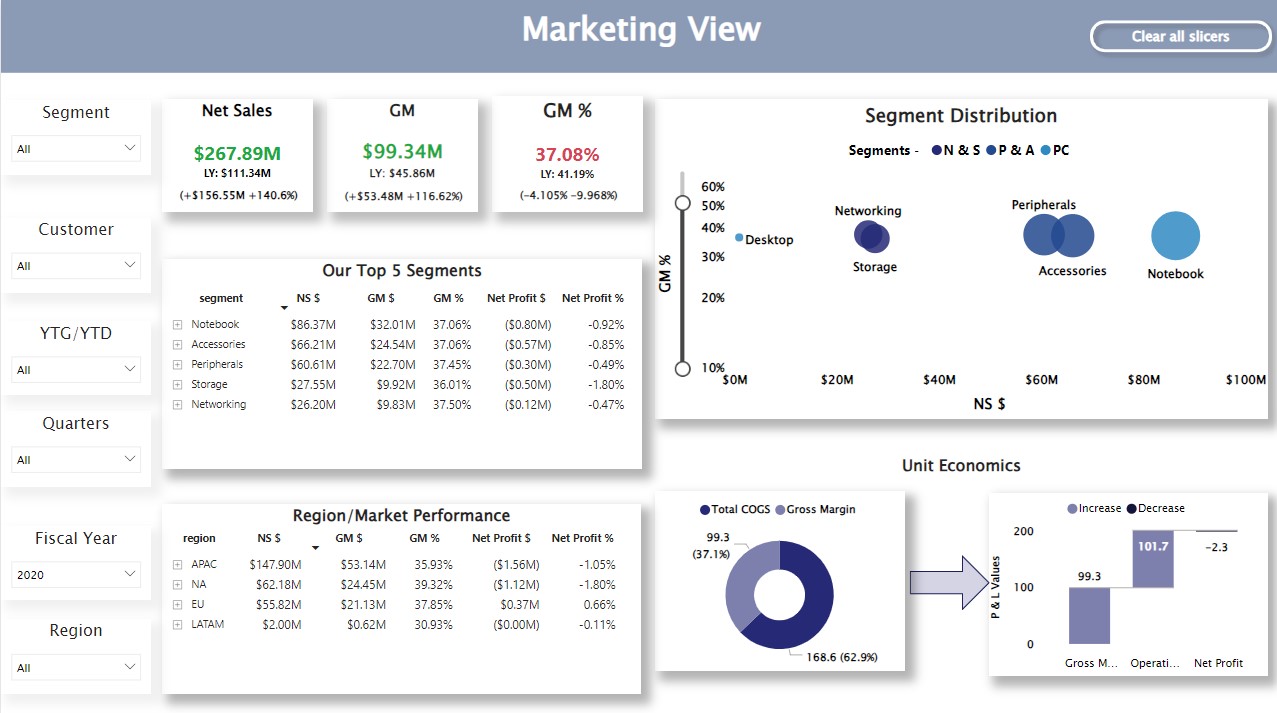 Marketing View
Clear all slicers
Segment
All
Customer
All
YTG/YTD
All
Quarters
All
Fiscal Year
2020
Region
All
Net Sales
$267.89M
LY: $111.34M
(+$156.55M +140.6%)
GM
$99.34M
LY: $45.86M
(+$53.48M +116.62%)
GM %
37.08%
LY: 41.19%
(-4.105% -9.968%)
Our Top 5 Segments
segment NS $ GM $ GM % Net Profit $ Net Profit %
Notebook $86.37M $32.01M 37.06% ($0.80M) -0.92%
Accessories $66.21M $24.54M 37.06% ($0.57M) -0.85%
Peripherals $60.61M $22.70M 37.45% ($0.30M) -0.49%
Storage $27.55M $9.92M 36.01% ($0.50M) -1.80%
Networking $26.20M $9.83M 37.50% ($0.12M) -0.47%
Region/Market Performance
region NS $ GM $ GM % Net Profit $ Net Profit %
APAC $147.90M $53.14M 35.93% ($1.56M) -1.05%
NA $62.18M $24.45M 39.32% ($1.12M) -1.80%
EU $55.82M $21.13M 37.85% $0.37M 0.66%
LATAM $2.00M $0.62M 30.93% ($0.00M) -0.11%
Segment Distribution
Segments - N & S P & A PC
60%
50%
40%
30%
20%
10%
GM %
Desktop
Networking
Storage
Peripherals
Accessories
Notebook
$0M $20M $40M $60M $80M $100M
NS $
Unit Economics
Total COGS Gross Margin
99.3
(37.1%)
168.6 (62.9%)
Increase Decrease
P & L Values
200
100
0
99.3
101.7
-2.3
Gross M... Operati... Net Profit